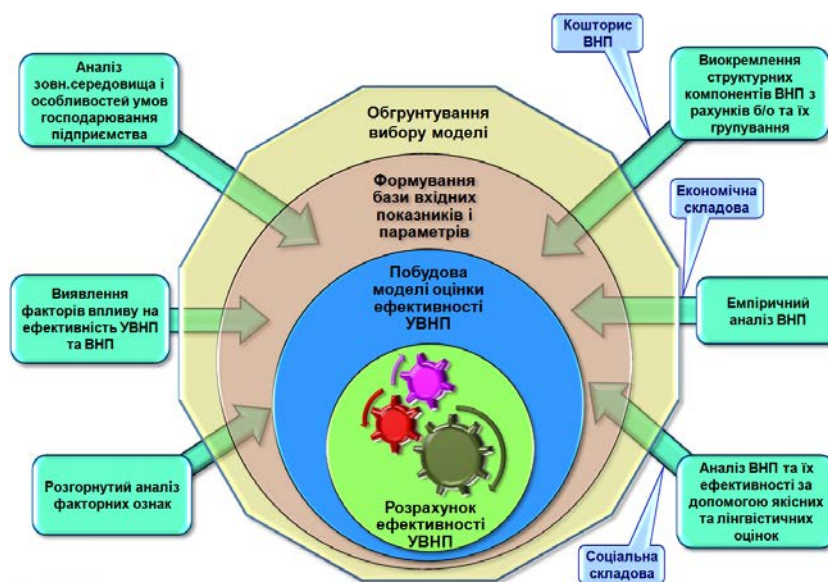 Кошторис
ВНП
Аналіз
зовн.середовища і
особливостей умов
господарювання
підприємства
Виокремлення
структурних
компонентів ВНП з
рахунків б/о та їх
групування
Обгрунтування
вибору моделі
Формування
бази вхідних
показників і
параметрів
Економічна
складова
Побудова
моделі оцінки
ефективності
УВНП
Виявлення
факторів впливу на
ефективність УВНП
та ВНП
Емпіричний
аналіз ВНП
Розгорнутий аналіз
факторних ознак
Аналіз ВНП та їх
ефективності за
допомогою якісних
та лінгвістичних
оцінок
Розрахунок
ефективності
УВНП
Соціальна
складова